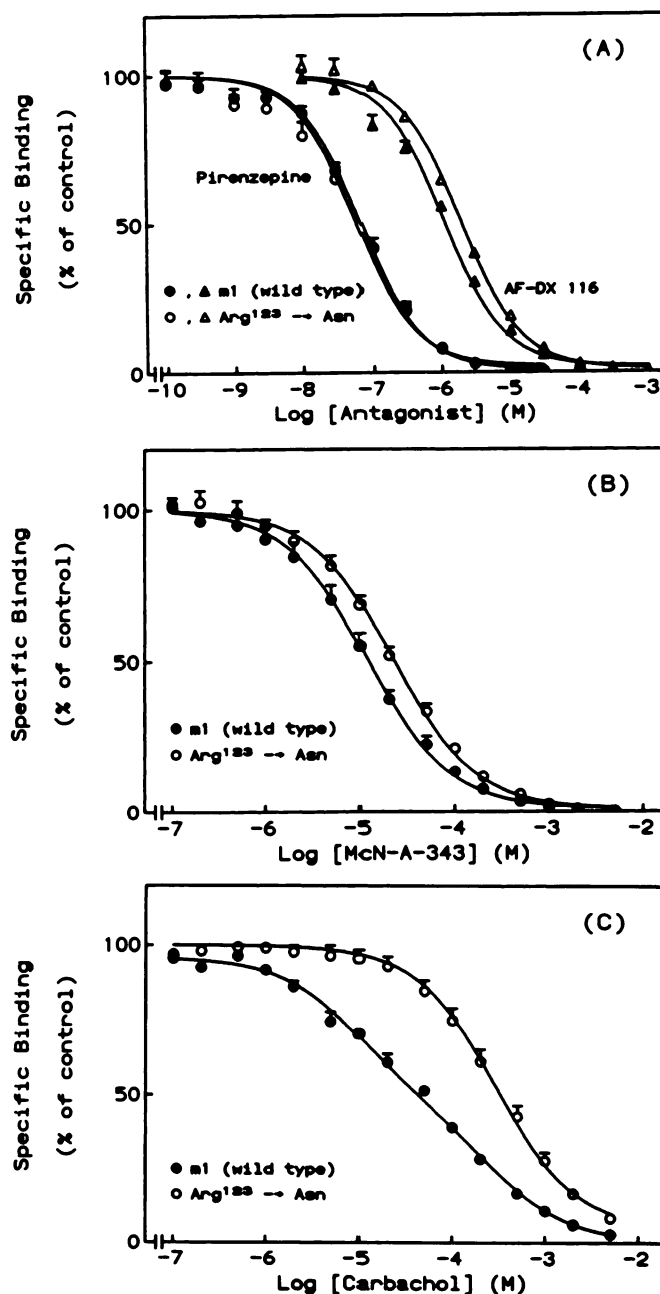 (A)
Specific Binding
(% of control)
100
50
0
Pirenzepine
AF-DX 116
●, ▲ m1 (wild type)
○, △ Arg¹²³ → Asn
-10 -9 -8 -7 -6 -5 -4 -3
Log [Antagonist] (M)
(B)
Specific Binding
(% of control)
100
50
0
● m1 (wild type)
○ Arg¹²³ → Asn
-7 -6 -5 -4 -3 -2
Log [McN-A-343] (M)
(C)
Specific Binding
(% of control)
100
50
0
● m1 (wild type)
○ Arg¹²³ → Asn
-7 -6 -5 -4 -3 -2
Log [Carbachol] (M)